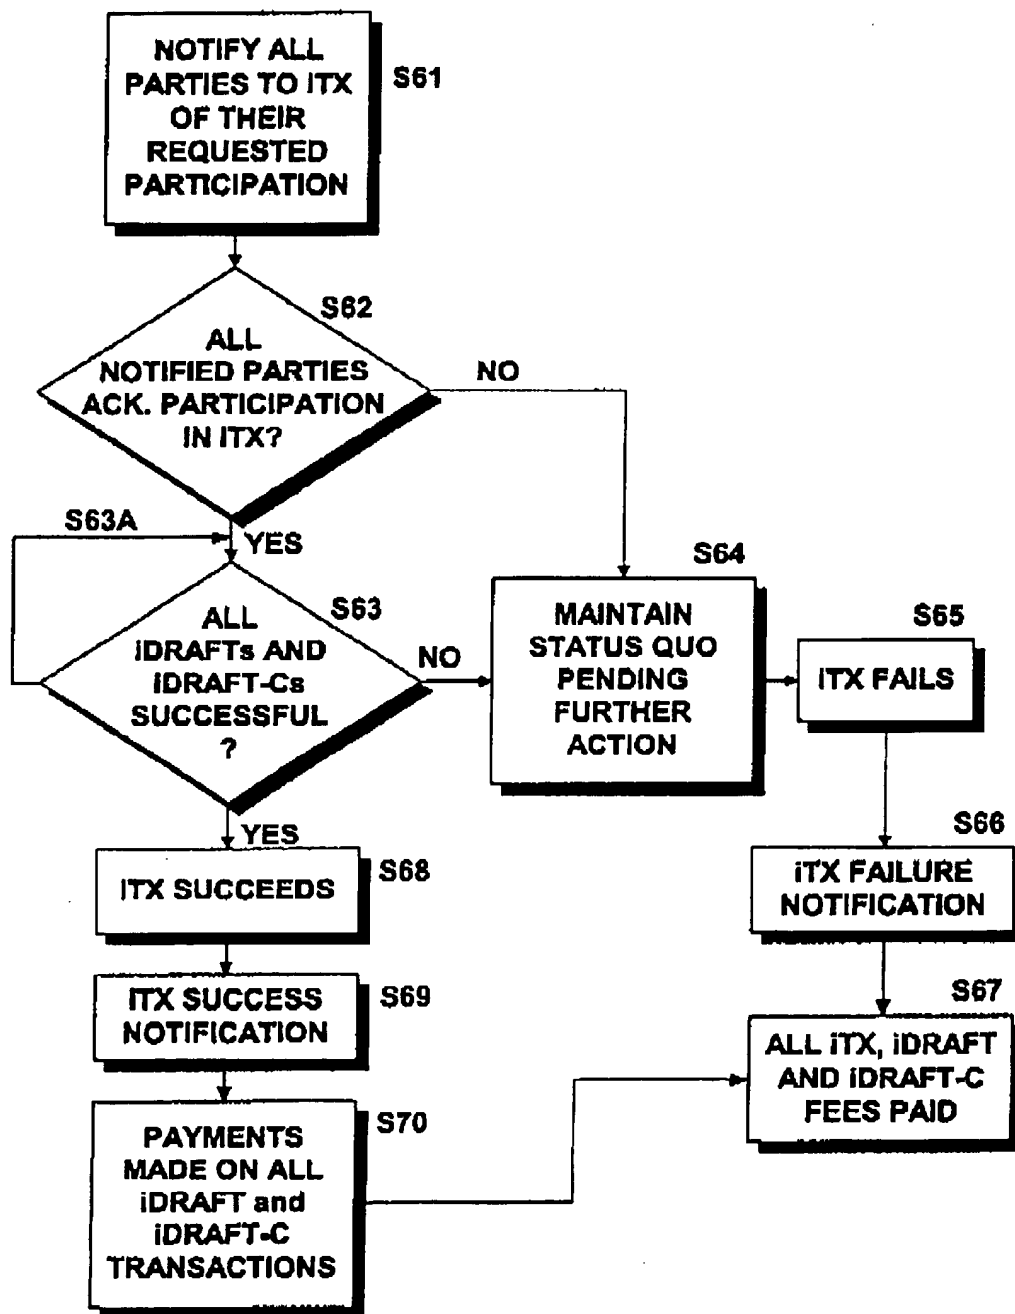 NOTIFY ALL
PARTIES TO iTX
OF THEIR
REQUESTED
PARTICIPATION
S61
S62
ALL
NOTIFIED PARTIES
ACK. PARTICIPATION
IN iTX?
NO
S63A
YES
S63
ALL
iDRAFTs AND
iDRAFT-Cs
SUCCESSFUL
?
NO
S64
MAINTAIN
STATUS QUO
PENDING
FURTHER
ACTION
S65
iTX FAILS
YES
S66
iTX FAILURE
NOTIFICATION
S68
iTX SUCCEEDS
S69
iTX SUCCESS
NOTIFICATION
S67
ALL iTX, iDRAFT
AND iDRAFT-C
FEES PAID
S70
PAYMENTS
MADE ON ALL
iDRAFT and
iDRAFT-C
TRANSACTIONS